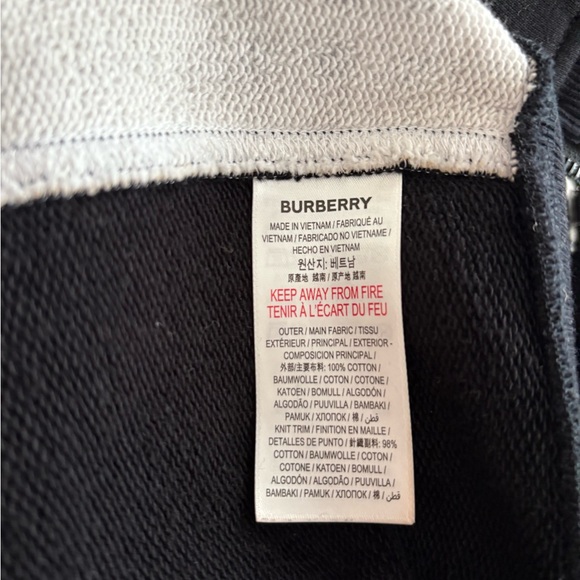 BURBERRY
MADE IN VIETNAM / FABRIQUÉ AU
VIETNAM / FABRICADO NO VIETNAME /
HECHO EN VIETNAM
원산지: 베트남
原產地 越南 / 原产地 越南
KEEP AWAY FROM FIRE
TENIR À L'ÉCART DU FEU
OUTER / MAIN FABRIC / TISSU
EXTÉRIEUR / PRINCIPAL / EXTERIOR -
COMPOSICIÓN PRINCIPAL /
外部/主要布料: 100% COTTON /
BAUMWOLLE / COTON / COTONE /
KATOEN / BOMULL / ALGODÓN /
ALGODÃO / PUUVILLA / BAMBAKI /
PAMUK / ХЛОПОК / 棉 / قطن /
KNIT TRIM / FINITION EN MAILLE /
DETALLES DE PUNTO / 針織副料: 98%
COTTON / BAUMWOLLE / COTON /
COTONE / KATOEN / BOMULL /
ALGODÓN / ALGODÃO / PUUVILLA /
BAMBAKI / PAMUK / ХЛОПОК / 棉 / قطن /